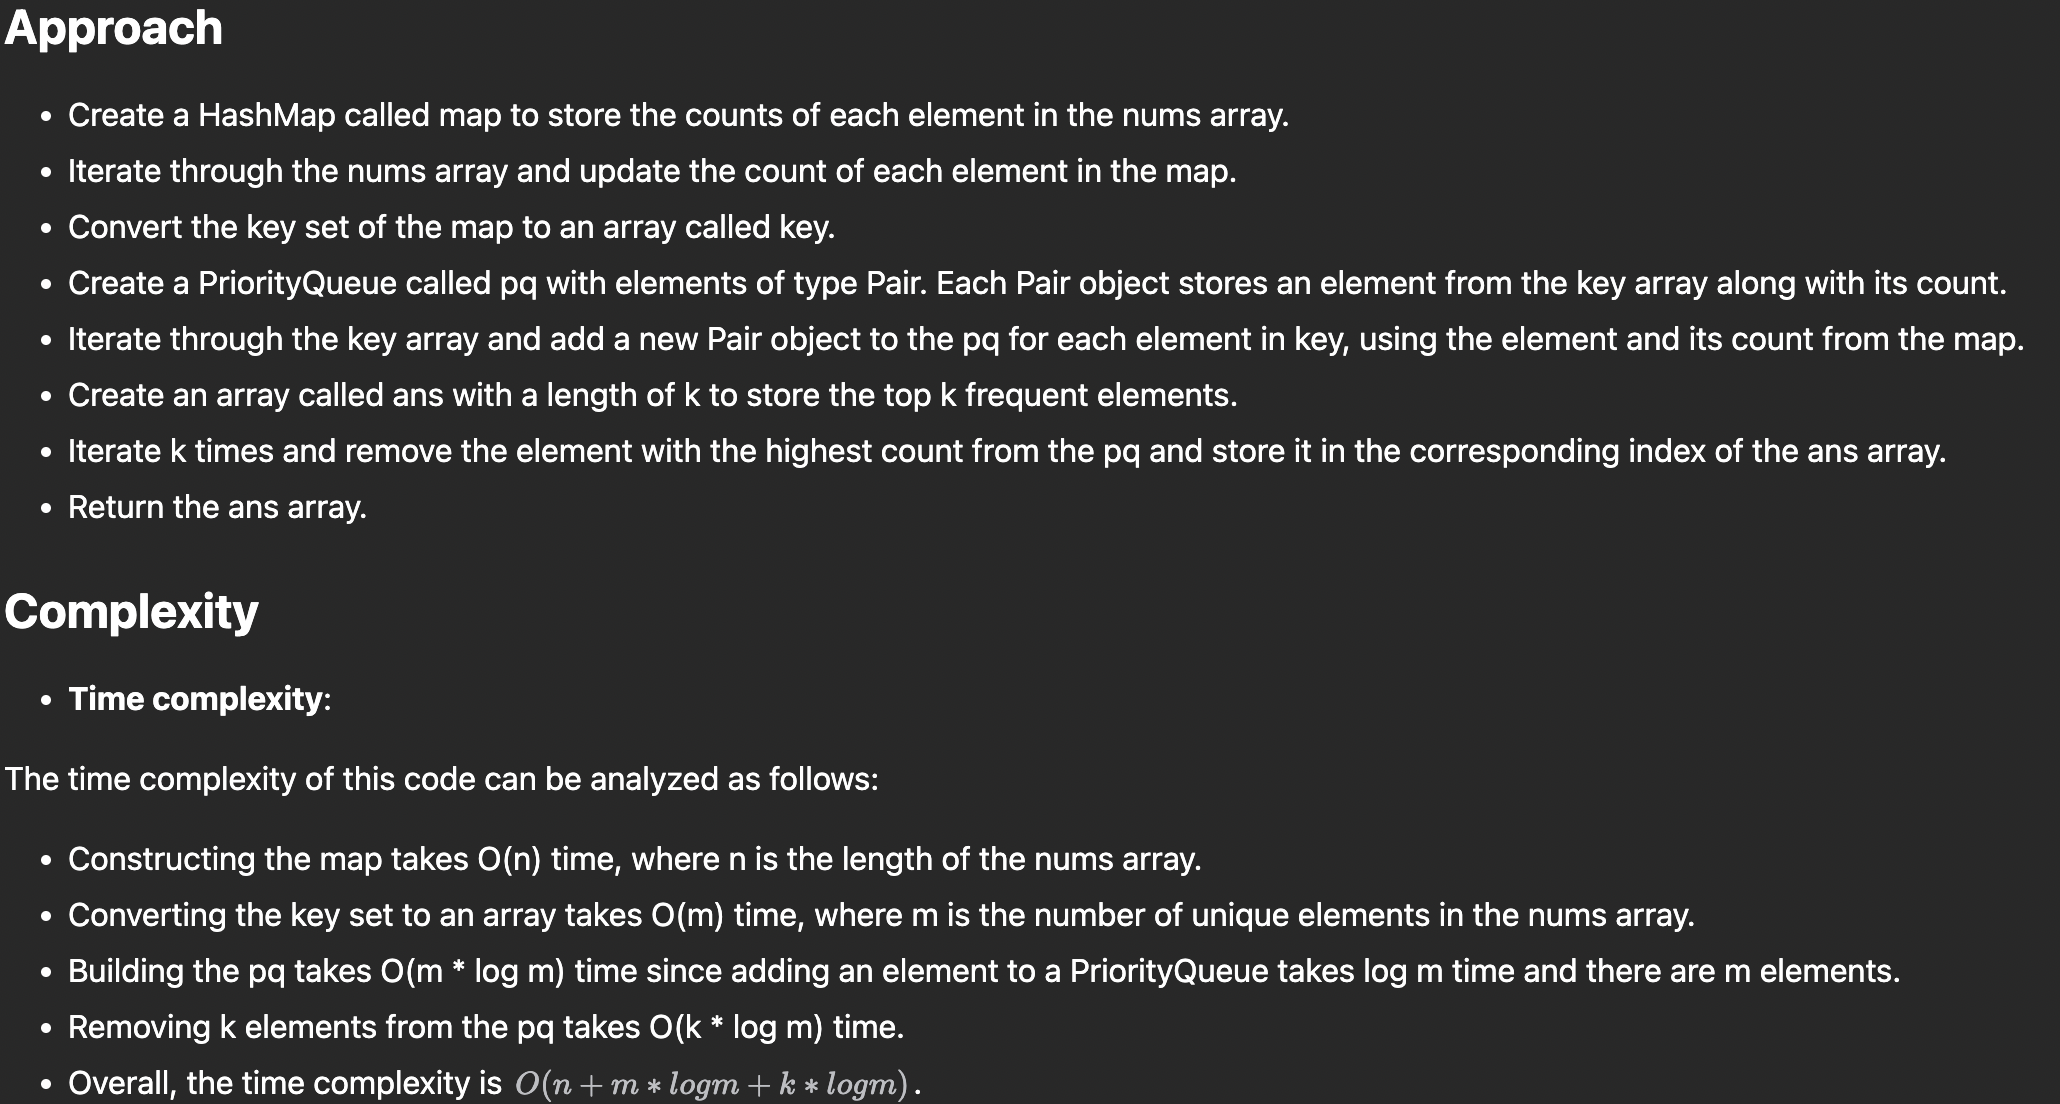 Approach
• Create a HashMap called map to store the counts of each element in the nums array.
• Iterate through the nums array and update the count of each element in the map.
• Convert the key set of the map to an array called key.
• Create a PriorityQueue called pq with elements of type Pair. Each Pair object stores an element from the key array along with its count.
• Iterate through the key array and add a new Pair object to the pq for each element in key, using the element and its count from the map.
• Create an array called ans with a length of k to store the top k frequent elements.
• Iterate k times and remove the element with the highest count from the pq and store it in the corresponding index of the ans array.
• Return the ans array.
Complexity
• Time complexity:
The time complexity of this code can be analyzed as follows:
• Constructing the map takes O(n) time, where n is the length of the nums array.
• Converting the key set to an array takes O(m) time, where m is the number of unique elements in the nums array.
• Building the pq takes O(m * log m) time since adding an element to a PriorityQueue takes log m time and there are m elements.
• Removing k elements from the pq takes O(k * log m) time.
• Overall, the time complexity is O(n + m ∗ logm + k ∗ logm).